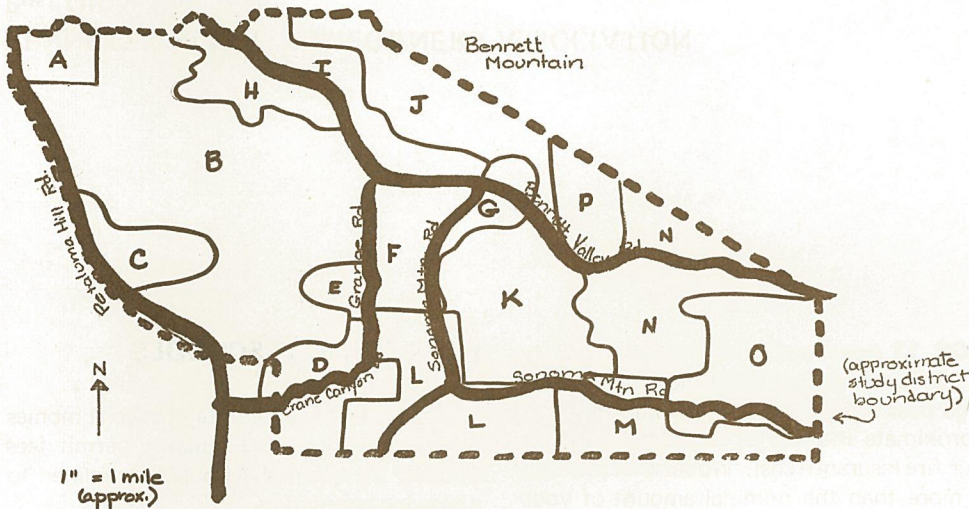 A
I
H
Bennett
Mountain
J
B
Petaluma Hill Rd.
P
G
Bennett Valley Rd
N
C
Grange Rd
F
Sonoma Mtn Rd
E
K
N
O
D
Crane Canyon
L
Sonoma Mtn Rd
(approximate
study district
boundary)
N
L
M
1" = 1 mile
(approx.)